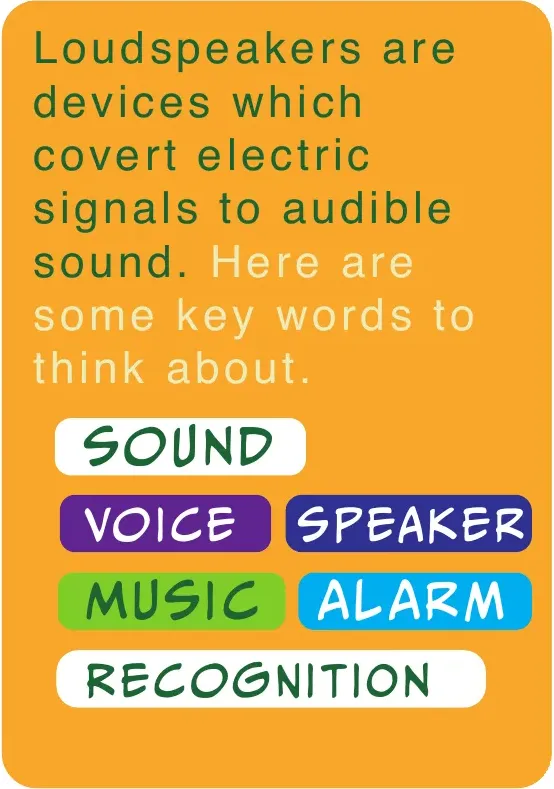 Loudspeakers are
devices which
covert electric
signals to audible
sound. Here are
some key words to
think about.
SOUND
VOICE SPEAKER
MUSIC ALARM
RECOGNITION